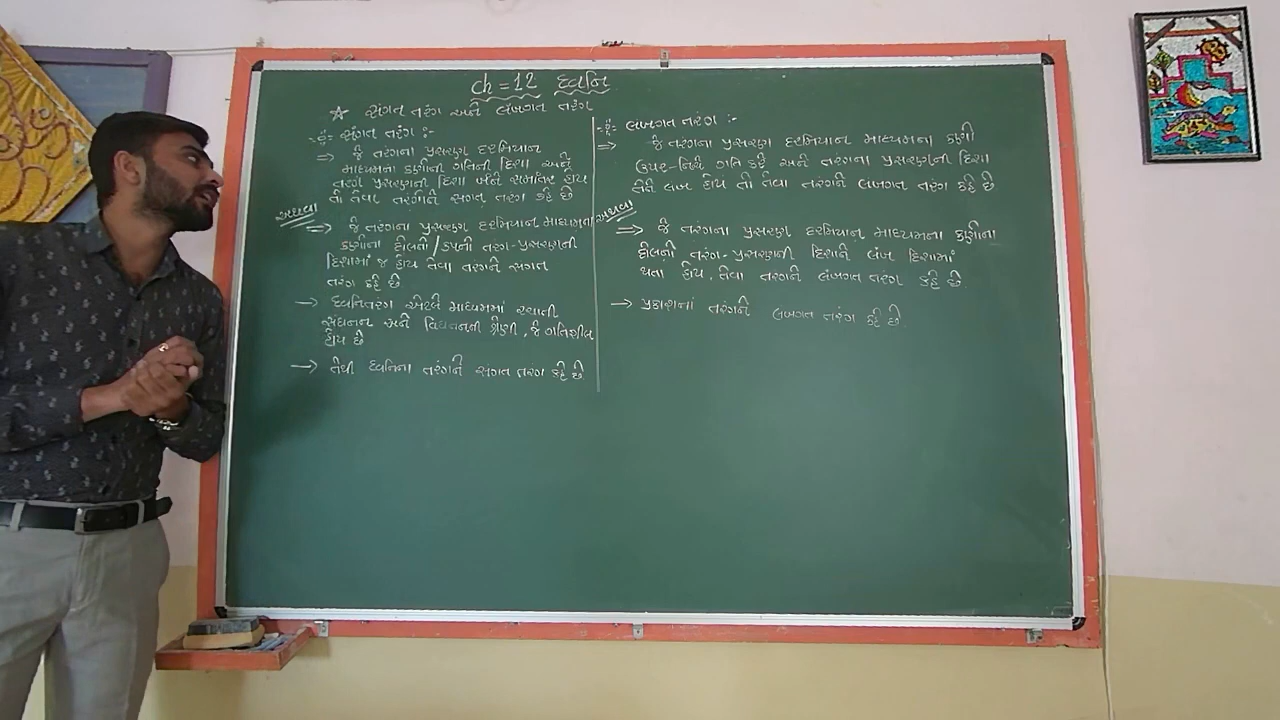 ch = 12 ધ્વનિ
☆ સંગત તરંગ અને લંબગત તરંગ
-:- સંગત તરંગ :-
⇒ જે તરંગના પ્રસરણ દરમિયાન
માધ્યમના કણોની ગતિની દિશા અને
તરંગ પ્રસરણની દિશા બંને સમાંતર હોય
તો તેવા તરંગોને સંગત તરંગ કહે છે
અથવા
⇒ જે તરંગના પ્રસરણ દરમિયાન માધ્યમના
કણોના દોલનો / કંપનો તરંગ-પ્રસરણની
દિશામાં જ હોય તેવા તરંગને સંગત
તરંગ કહે છે
→ ધ્વનિતરંગ એટલે માધ્યમમાં રચાતી
સંઘનન અને વિઘનનની શ્રેણી, જે ગતિશીલ
હોય છે
→ તેથી ધ્વનિના તરંગને સંગત તરંગ કહે છે.
-:- લંબગત તરંગ :-
⇒ જે તરંગના પ્રસરણ દરમિયાન માધ્યમના કણો
ઉપર-નિચે ગતિ કરે અને તરંગના પ્રસરણની દિશા
તેને લંબ હોય તો તેવા તરંગને લંબગત તરંગ કહે છે
અથવા
⇒ જે તરંગના પ્રસરણ દરમિયાન માધ્યમના કણોના
દોલનો તરંગ-પ્રસરણની દિશાને લંબ દિશામાં
થતા હોય, તેવા તરંગને લંબગત તરંગ કહે છે.
→ પ્રકાશનાં તરંગને લંબગત તરંગ કહે છે.